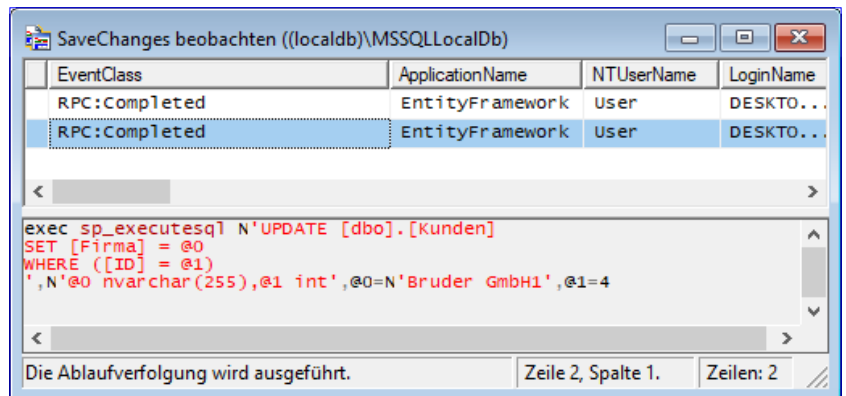 SaveChanges beobachten ((localdb)\MSSQLLocalDb)
EventClass ApplicationName NTUserName LoginName
RPC:Completed EntityFramework User DESKTO...
RPC:Completed EntityFramework User DESKTO...
exec sp_executesql N'UPDATE [dbo].[Kunden]
SET [Firma] = @0
WHERE ([ID] = @1)
',N'@0 nvarchar(255),@1 int',@0=N'Bruder GmbH1',@1=4
Die Ablaufverfolgung wird ausgeführt. Zeile 2, Spalte 1. Zeilen: 2